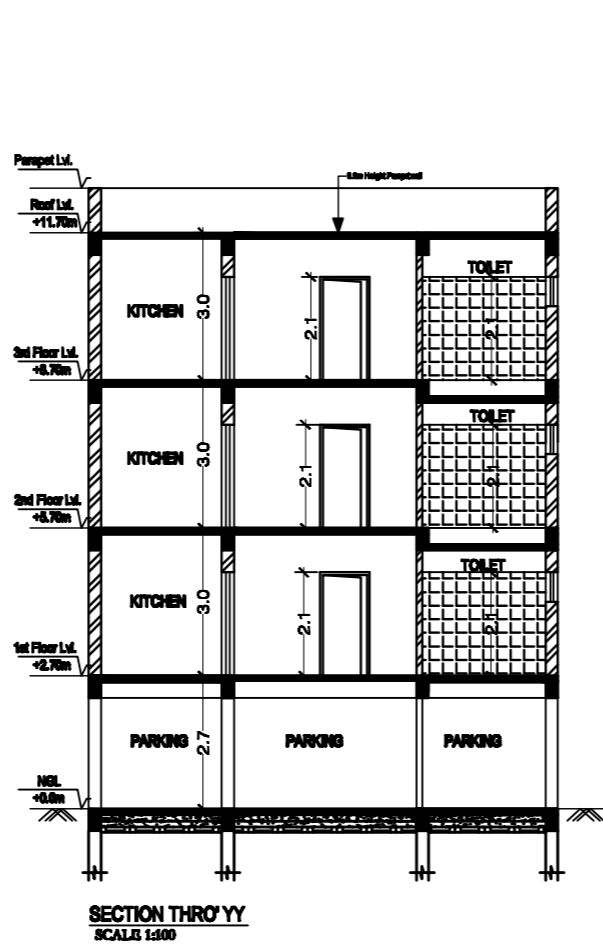 Parapet Lvl.
Roof Lvl.
+11.70m
TOILET
KITCHEN
3.0
2.1
2.1
3rd Floor Lvl.
+8.70m
TOILET
KITCHEN
3.0
2.1
2.1
2nd Floor Lvl.
+5.70m
TOILET
KITCHEN
3.0
2.1
2.1
1st Floor Lvl.
+2.70m
PARKING
2.7
PARKING
PARKING
NGL
+0.0m
SECTION THRO' YY
SCALE 1:100